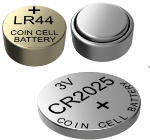 +
LR44
COIN CELL
BATTERY
3V
CR2025
+
COIN CELL BATTERY